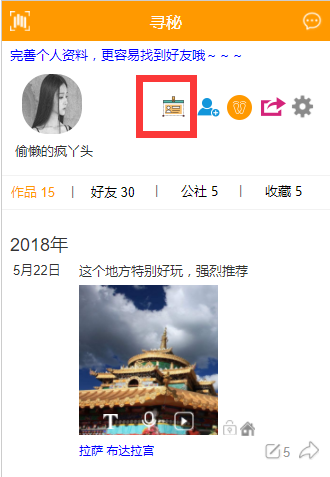 寻秘
完善个人资料，更容易找到好友哦～～～
偷懒的疯丫头
作品 15 | 好友 30 | 公社 5 | 收藏 5
2018年
5月22日 这个地方特别好玩，强烈推荐
T
拉萨 布达拉宫
5